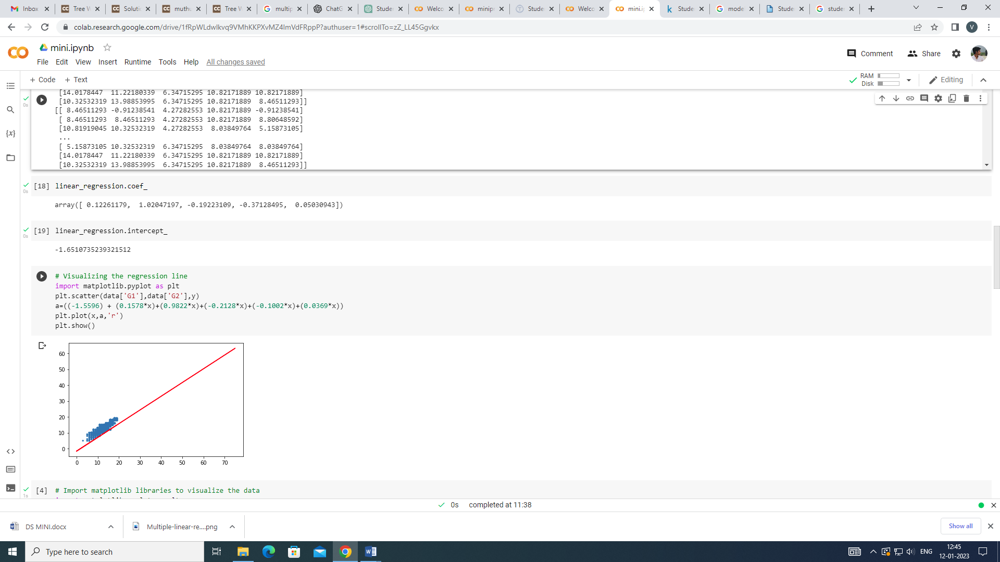 Inbox Tree W Soluti muthu Tree W multip ChatG Stude Welco minipr Stude Welco mini.i Stude mode Stude stude
colab.research.google.com/drive/1fRpWLdwlkvq9VMhKKPXvMZ4lmVdFRppP?authuser=1#scrollTo=zZ_LL45Ggvkx
V
mini.ipynb
Comment Share
File Edit View Insert Runtime Tools Help All changes saved
+ Code + Text
RAM
Disk
Editing
[14.0178447 11.22180339 6.34715295 10.82171889 10.82171889]
[10.32532319 13.98853995 6.34715295 10.82171889 8.46511293]]
0s
[[ 8.46511293 -0.91238541 4.27282553 10.82171889 -0.91238541]
[ 8.46511293 8.46511293 4.27282553 10.82171889 8.80648592]
[10.81919045 10.32532319 4.27282553 8.03849764 5.15873105]
...
[ 5.15873105 10.32532319 6.34715295 8.03849764 8.03849764]
[14.0178447 11.22180339 6.34715295 10.82171889 10.82171889]
[10.32532319 13.98853995 6.34715295 10.82171889 8.46511293]]
{x}
[18] linear_regression.coef_
0s
array([ 0.12261179, 1.02047197, -0.19223109, -0.37128495, 0.05030943])
[19] linear_regression.intercept_
0s
-1.6510735239321512
# Visualizing the regression line
import matplotlib.pyplot as plt
plt.scatter(data['G1'],data['G2'],y)
a=((-1.5596) + (0.1578*x)+(0.9822*x)+(-0.2128*x)+(-0.1002*x)+(0.0369*x))
plt.plot(x,a,'r')
plt.show()
60
50
40
30
20
10
0
0 10 20 30 40 50 60 70
[4] # Import matplotlib libraries to visualize the data
1s
0s completed at 11:38
DS MINI.docx Multiple-linear-re....png Show all
Type here to search
ENG
12:45
12-01-2023